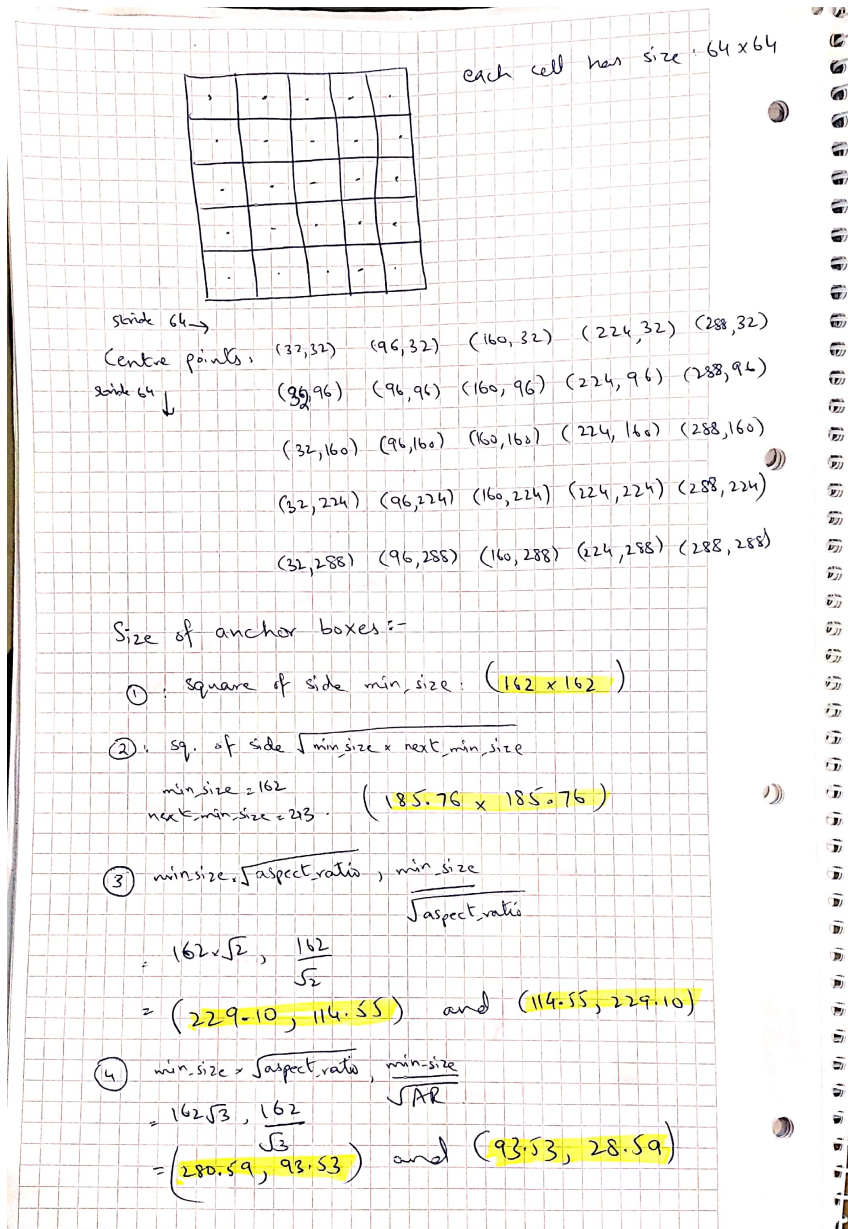 each cell has size : 64 x 64
stride 64 →
Centre points : (32,32) (96,32) (160,32) (224,32) (288,32)
stride 64 ↓ (32,96) (96,96) (160,96) (224,96) (288,96)
(32,160) (96,160) (160,160) (224,160) (288,160)
(32,224) (96,224) (160,224) (224,224) (288,224)
(32,288) (96,288) (160,288) (224,288) (288,288)
Size of anchor boxes :-
① : square of side min_size : (162 x 162)
② : sq. of side √min_size x next_min_size
min_size = 162
next_min_size = 213. (185.76 x 185.76)
③ minsize x √aspect_ratio , min_size / √aspect_ratio
= 162 x √2 , 162 / √2
= (229.10, 114.55) and (114.55, 229.10)
④ min_size x √aspect_ratio , min-size / √AR
= 162√3 , 162 / √3
= (280.59, 93.53) and (93.53, 28.59)